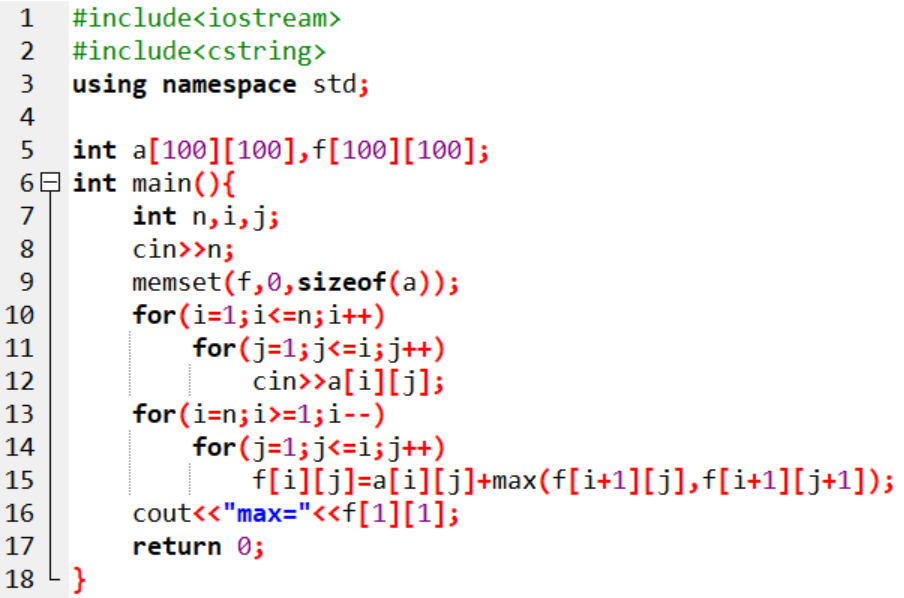 1 #include<iostream>
2 #include<cstring>
3 using namespace std;
4
5 int a[100][100],f[100][100];
6 int main(){
7     int n,i,j;
8     cin>>n;
9     memset(f,0,sizeof(a));
10     for(i=1;i<=n;i++)
11         for(j=1;j<=i;j++)
12             cin>>a[i][j];
13     for(i=n;i>=1;i--)
14         for(j=1;j<=i;j++)
15             f[i][j]=a[i][j]+max(f[i+1][j],f[i+1][j+1]);
16     cout<<"max="<<f[1][1];
17     return 0;
18 }